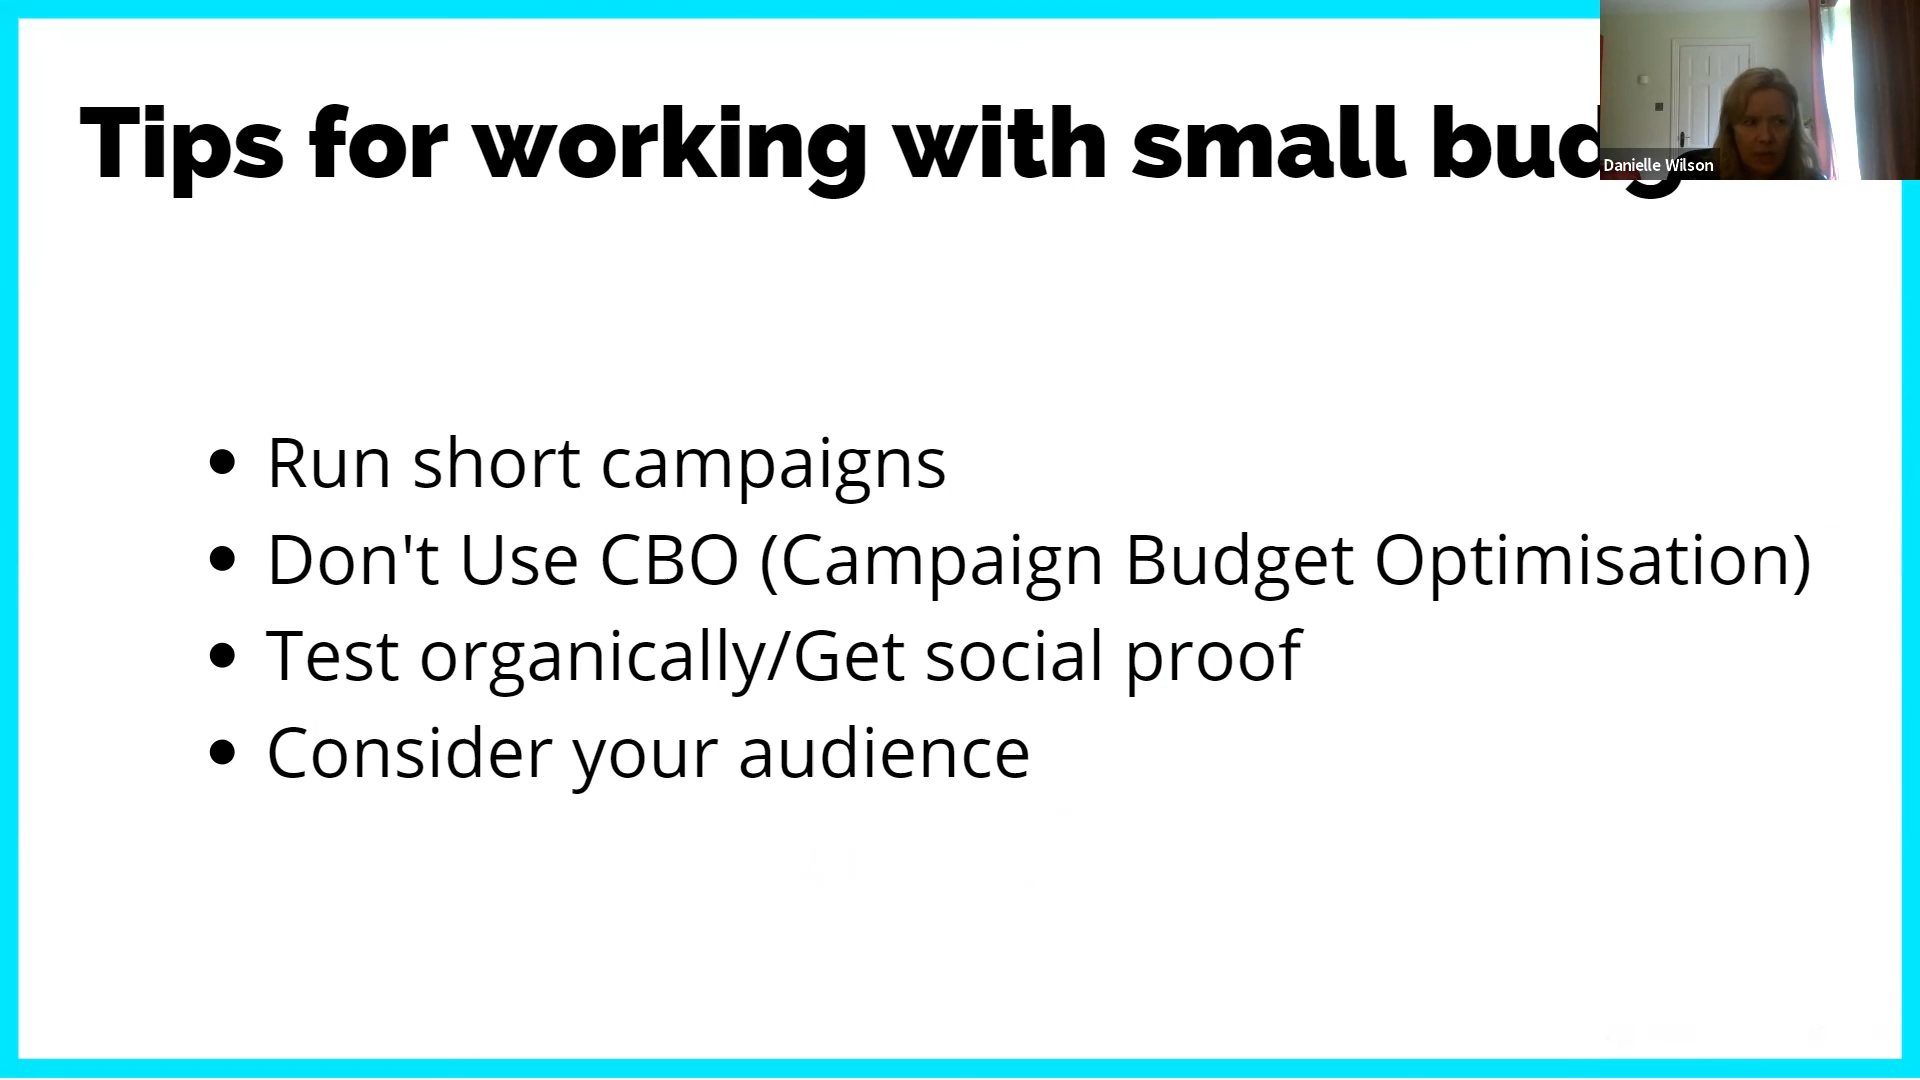 Tips for working with small budg
Danielle Wilson
• Run short campaigns
• Don't Use CBO (Campaign Budget Optimisation)
• Test organically/Get social proof
• Consider your audience